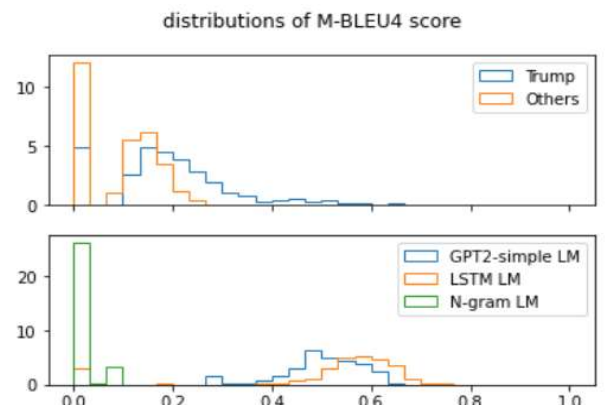 distributions of M-BLEU4 score
10
5
0
Trump
Others
20
10
0
GPT2-simple LM
LSTM LM
N-gram LM
0.0 0.2 0.4 0.6 0.8 1.0